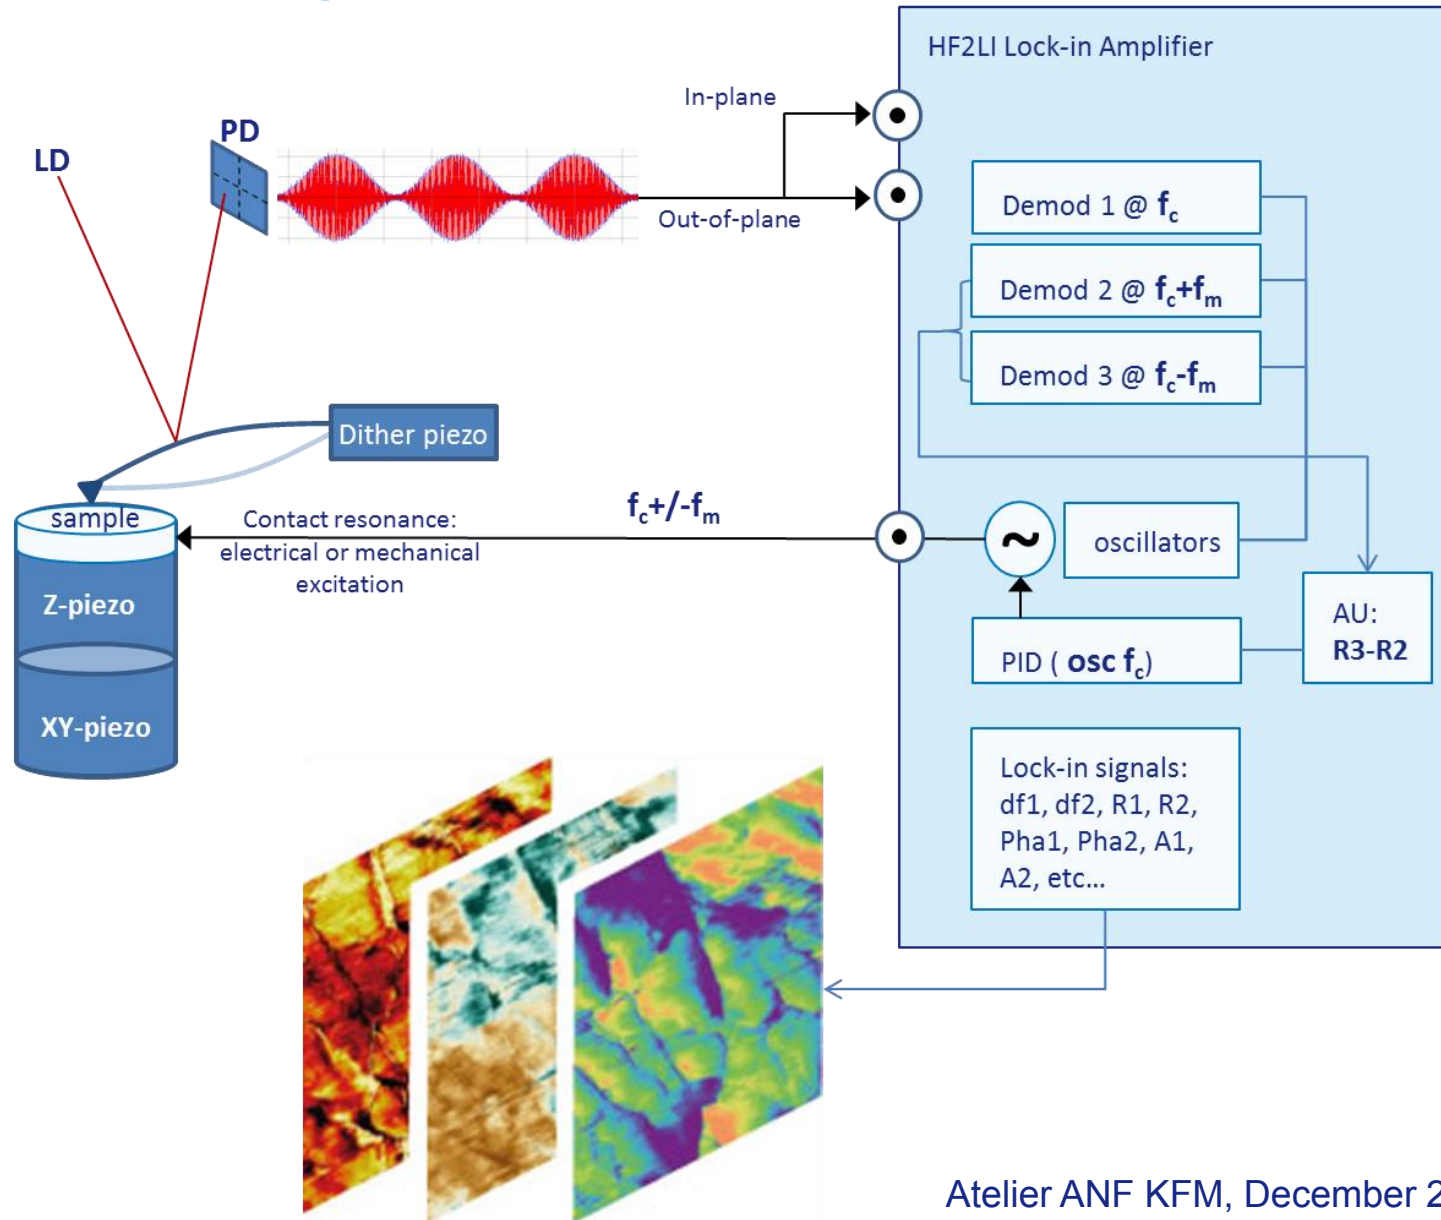 HF2LI Lock-in Amplifier
In-plane
PD
LD
Out-of-plane
Demod 1 @ fc
Demod 2 @ fc+fm
Demod 3 @ fc-fm
Dither piezo
fc+/-fm
sample
Contact resonance:
electrical or mechanical
excitation
~
oscillators
Z-piezo
AU:
R3-R2
PID ( osc fc)
XY-piezo
Lock-in signals:
df1, df2, R1, R2,
Pha1, Pha2, A1,
A2, etc...
Atelier ANF KFM, December 2